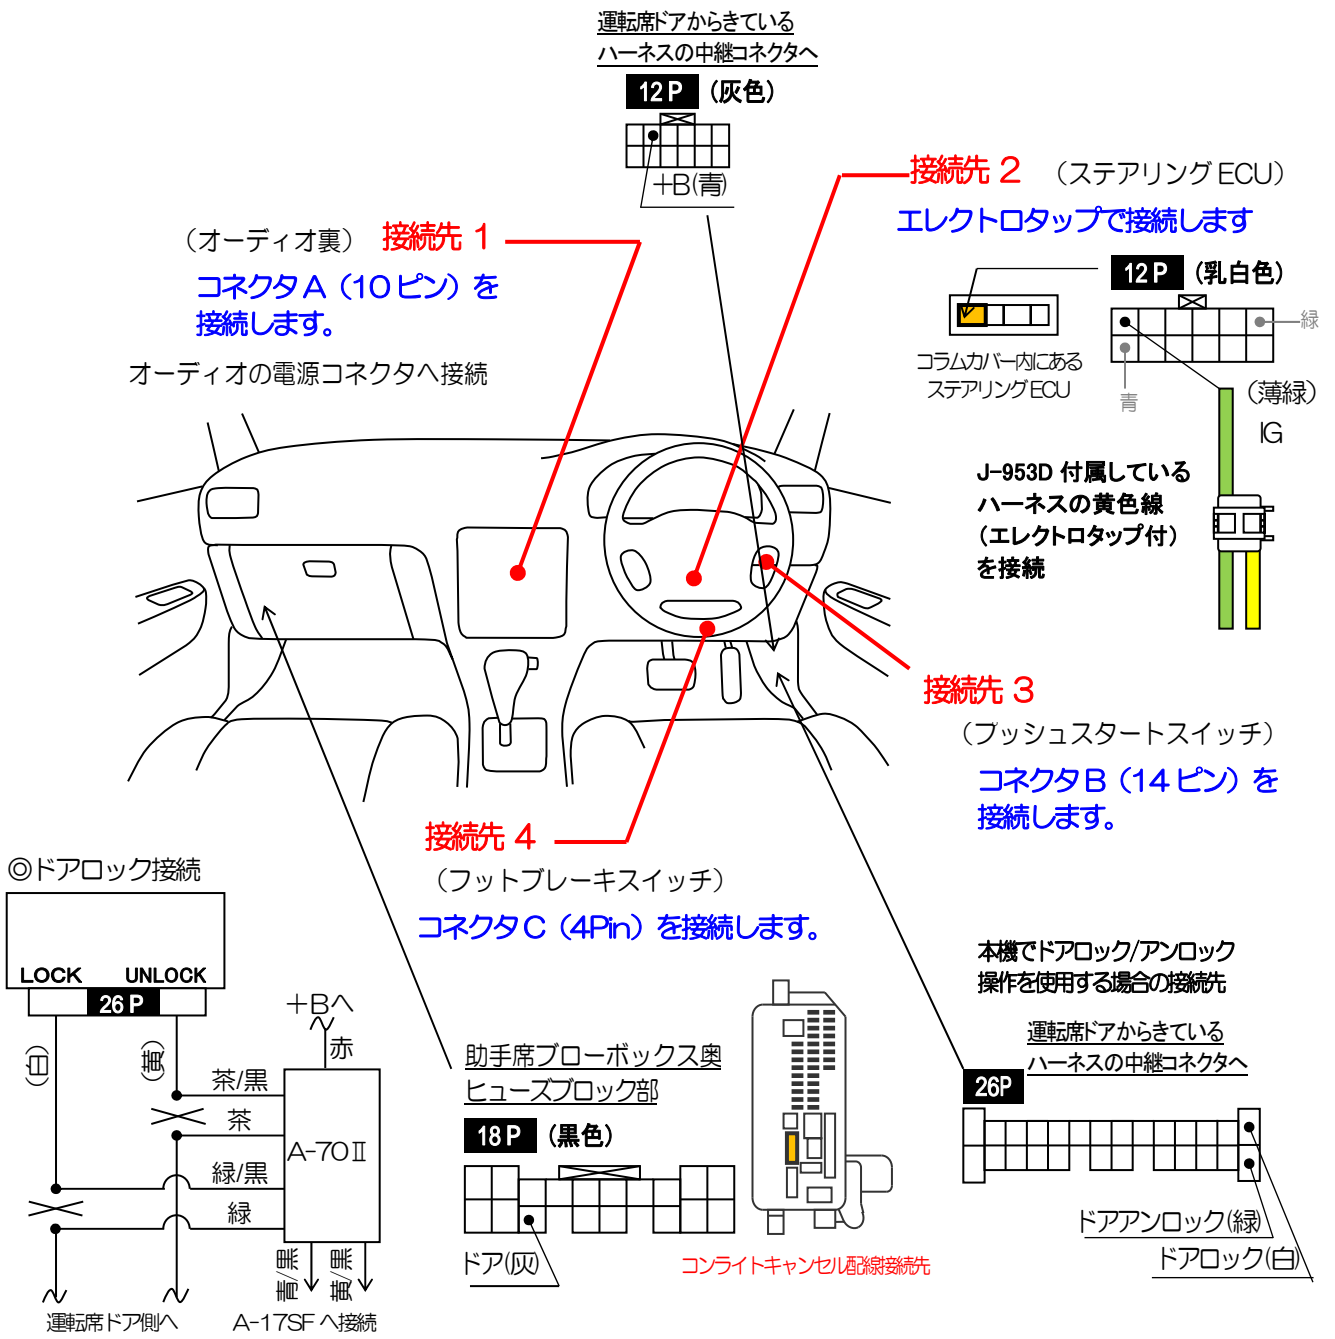 運転席ドアからきている
ハーネスの中継コネクタへ
12P (灰色)
+B(青)
接続先 2 (ステアリング ECU)
エレクトロタップで接続します
(オーディオ裏) 接続先 1
コネクタA(10ピン)を
接続します。
オーディオの電源コネクタへ接続
12P (乳白色)
緑
青
コラムカバー内にある
ステアリングECU
(薄緑)
IG
J-953D 付属している
ハーネスの黄色線
(エレクトロタップ付)
を接続
接続先 3
(プッシュスタートスイッチ)
コネクタB(14ピン)を
接続します。
接続先 4
(フットブレーキスイッチ)
コネクタC(4Pin)を接続します。
◎ドアロック接続
LOCK UNLOCK
26P
(白)
(黄)
+Bへ
赤
茶/黒
茶
緑/黒
緑
A-70Ⅱ
青/黒
黄/黒
運転席ドア側へ
A-17SFへ接続
助手席ブローボックス奥
ヒューズブロック部
18P (黒色)
ドア(灰)
コンライトキャンセル配線接続先
本機でドアロック/アンロック
操作を使用する場合の接続先
運転席ドアからきている
ハーネスの中継コネクタへ
26P
ドアアンロック(緑)
ドアロック(白)